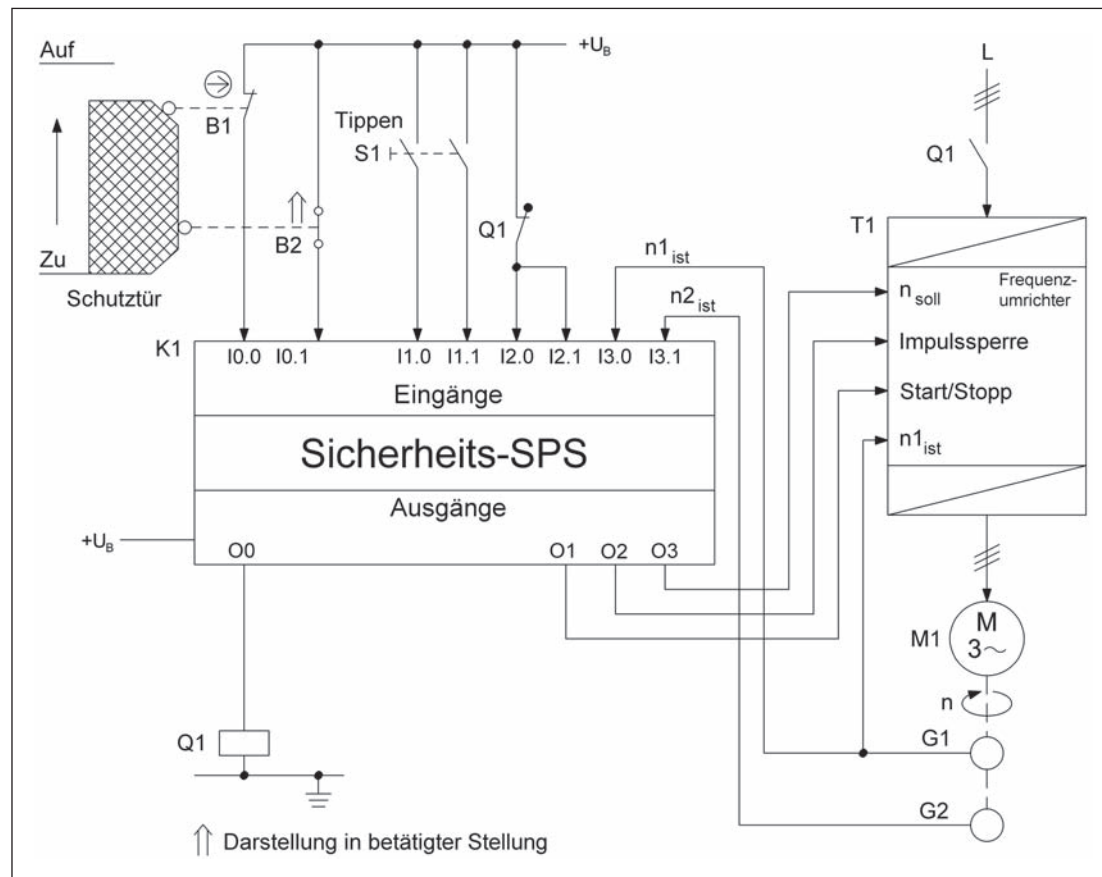 Auf
+U_B
L
B1
Tippen
S1
Q1
Q1
T1
B2
Zu
Schutztür
n1_ist
n2_ist
n_soll
Frequenz-
umrichter
K1
I0.0 I0.1 I1.0 I1.1 I2.0 I2.1 I3.0 I3.1
Impulssperre
Eingänge
Start/Stopp
Sicherheits-SPS
n1_ist
Ausgänge
+U_B
O0 O1 O2 O3
M1
M
3~
n
Q1
G1
G2
Darstellung in betätigter Stellung